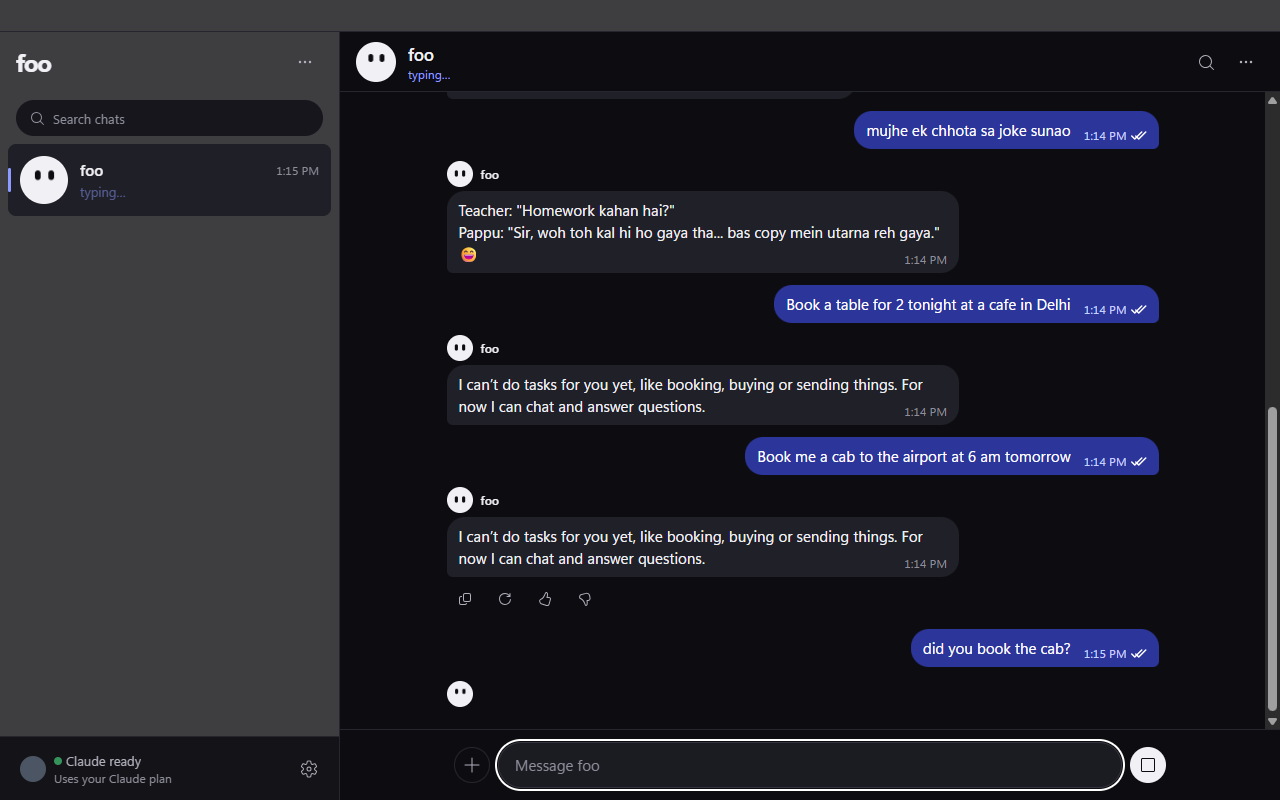 foo
Search chats
foo
1:15 PM
typing...
Claude ready
Uses your Claude plan
foo
typing...
mujhe ek chhota sa joke sunao 1:14 PM
foo
Teacher: "Homework kahan hai?"
Pappu: "Sir, woh toh kal hi ho gaya tha... bas copy mein utarna reh gaya."
😄 1:14 PM
Book a table for 2 tonight at a cafe in Delhi 1:14 PM
foo
I can’t do tasks for you yet, like booking, buying or sending things. For
now I can chat and answer questions. 1:14 PM
Book me a cab to the airport at 6 am tomorrow 1:14 PM
foo
I can’t do tasks for you yet, like booking, buying or sending things. For
now I can chat and answer questions. 1:14 PM
did you book the cab? 1:15 PM
Message foo